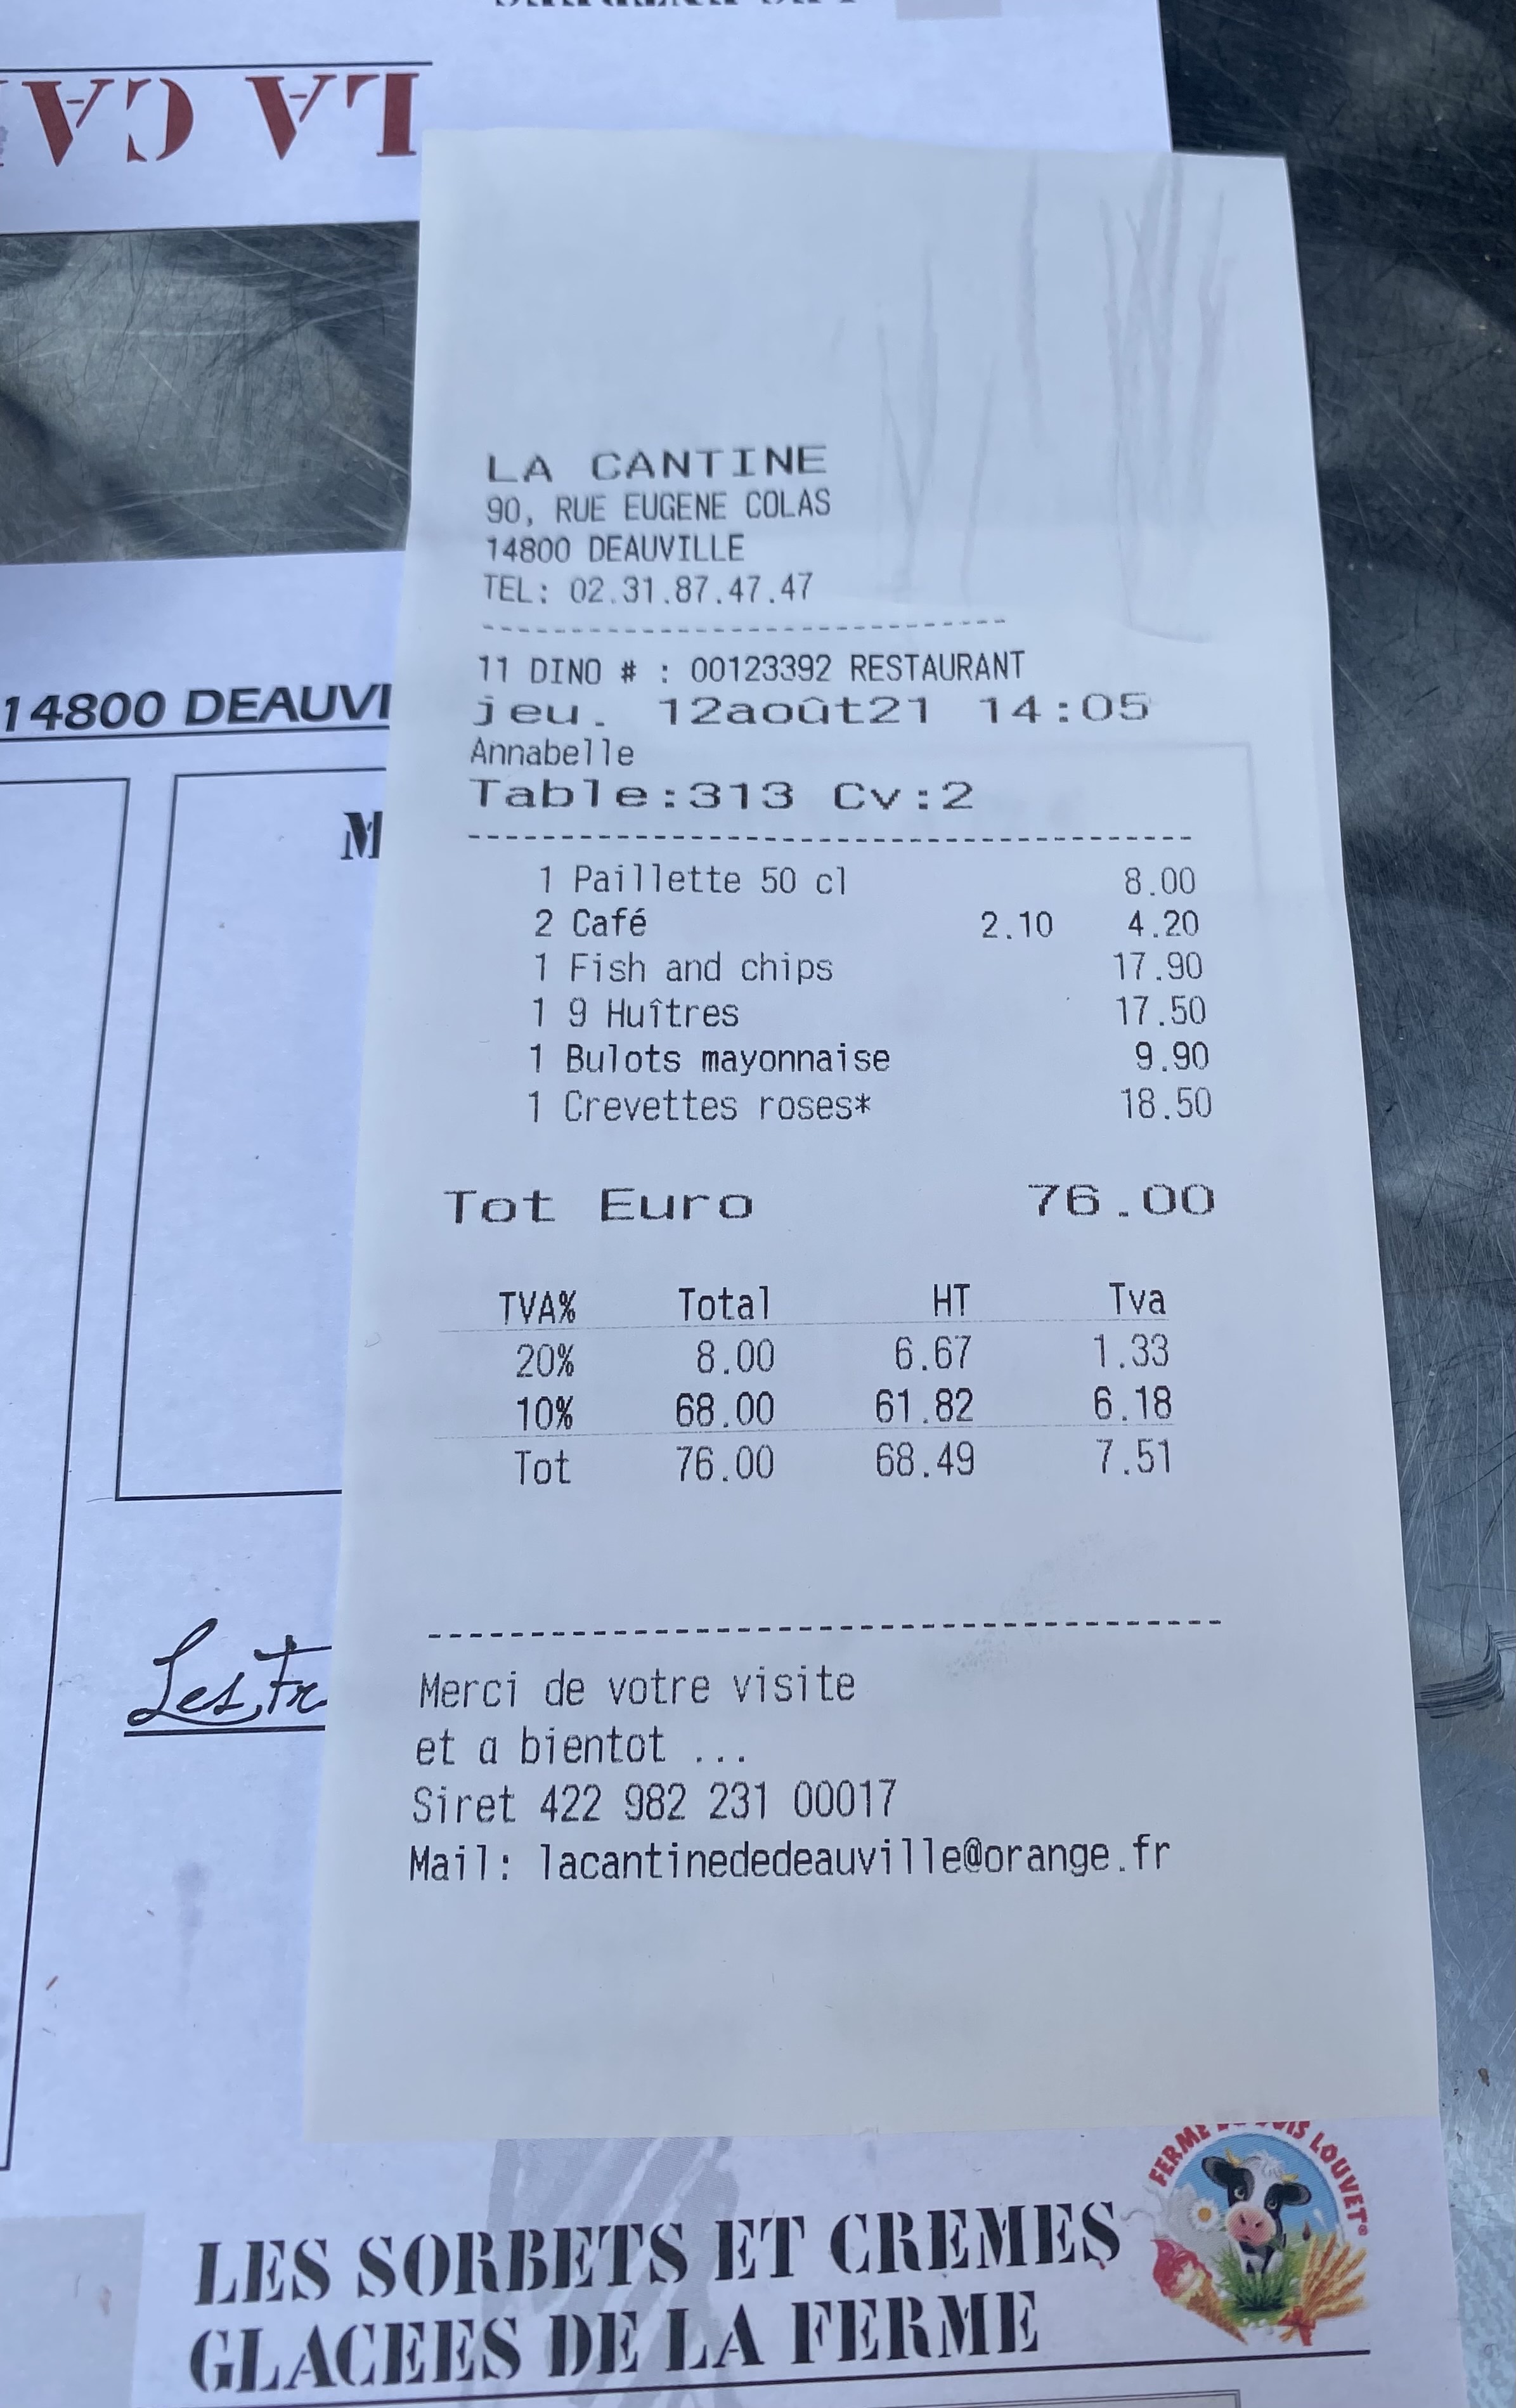 LA CA
14800 DEAUVI
M
Les Fr
LA CANTINE
90, RUE EUGENE COLAS
14800 DEAUVILLE
TEL: 02.31.87.47.47
------------------------------
11 DINO # : 00123392 RESTAURANT
jeu. 12août21 14:05
Annabelle
Table:313 Cv:2
------------------------------------------
1 Paillette 50 cl 8.00
2 Café 2.10 4.20
1 Fish and chips 17.90
1 9 Huîtres 17.50
1 Bulots mayonnaise 9.90
1 Crevettes roses* 18.50
Tot Euro 76.00
TVA% Total HT Tva
20% 8.00 6.67 1.33
10% 68.00 61.82 6.18
Tot 76.00 68.49 7.51
------------------------------------------
Merci de votre visite
et a bientot ...
Siret 422 982 231 00017
Mail: lacantinededeauville@orange.fr
FERME LOUVET®
LES SORBETS ET CREMES
GLACEES DE LA FERME